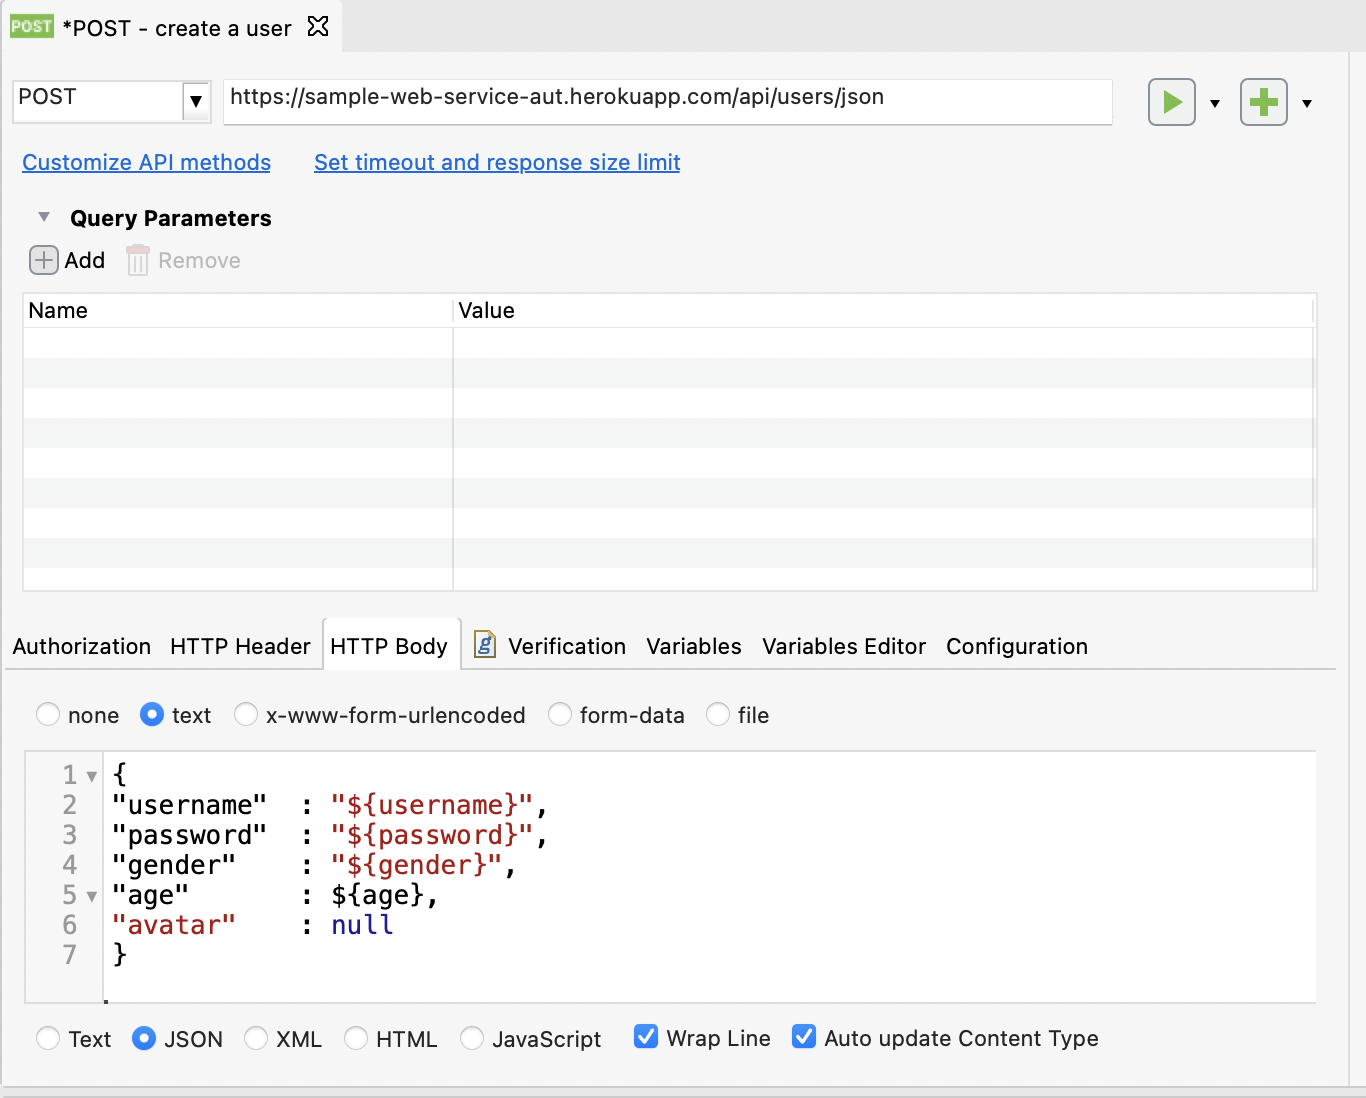 POST *POST - create a user
POST https://sample-web-service-aut.herokuapp.com/api/users/json
Customize API methods Set timeout and response size limit
Query Parameters
Add Remove
Name Value
Authorization HTTP Header HTTP Body g Verification Variables Variables Editor Configuration
none text x-www-form-urlencoded form-data file
1 {
2 "username" : "${username}",
3 "password" : "${password}",
4 "gender" : "${gender}",
5 "age" : ${age},
6 "avatar" : null
7 }
Text JSON XML HTML JavaScript Wrap Line Auto update Content Type